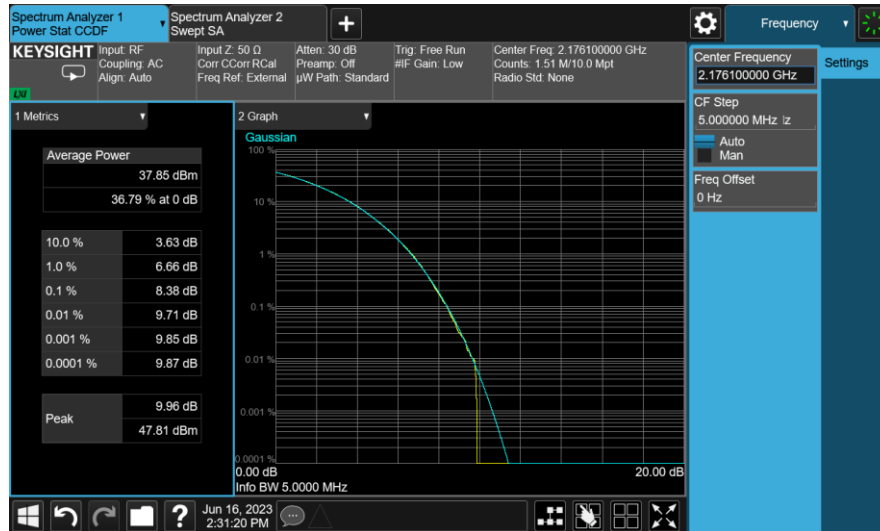 Spectrum Analyzer 1
Power Stat CCDF
Spectrum Analyzer 2
Swept SA
Frequency
KEYSIGHT
Input: RF
Coupling: AC
Align: Auto
Input Z: 50 Ω
Corr CCorr RCal
Freq Ref: External
Atten: 30 dB
Preamp: Off
µW Path: Standard
Trig: Free Run
#IF Gain: Low
Center Freq: 2.176100000 GHz
Counts: 1.51 M/10.0 Mpt
Radio Std: None
LXI
Center Frequency
2.176100000 GHz
Settings
CF Step
5.000000 MHz
Auto
Man
Freq Offset
0 Hz
1 Metrics
Average Power
37.85 dBm
36.79 % at 0 dB
10.0 % 3.63 dB
1.0 % 6.66 dB
0.1 % 8.38 dB
0.01 % 9.71 dB
0.001 % 9.85 dB
0.0001 % 9.87 dB
Peak
9.96 dB
47.81 dBm
2 Graph
Gaussian
100 %
10 %
1 %
0.1 %
0.01 %
0.001 %
0.0001 %
0.00 dB
20.00 dB
Info BW 5.0000 MHz
?
Jun 16, 2023
2:31:20 PM